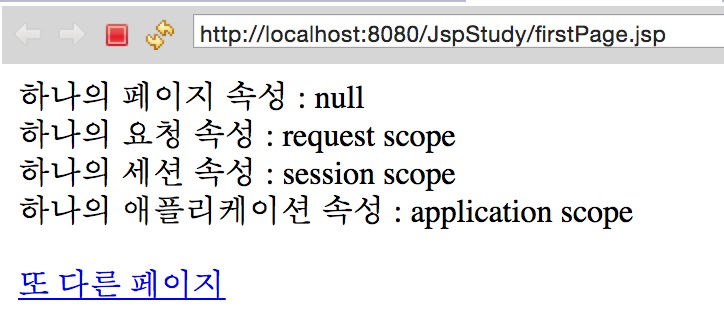 http://localhost:8080/JspStudy/firstPage.jsp
하나의 페이지 속성 : null
하나의 요청 속성 : request scope
하나의 세션 속성 : session scope
하나의 애플리케이션 속성 : application scope
또 다른 페이지